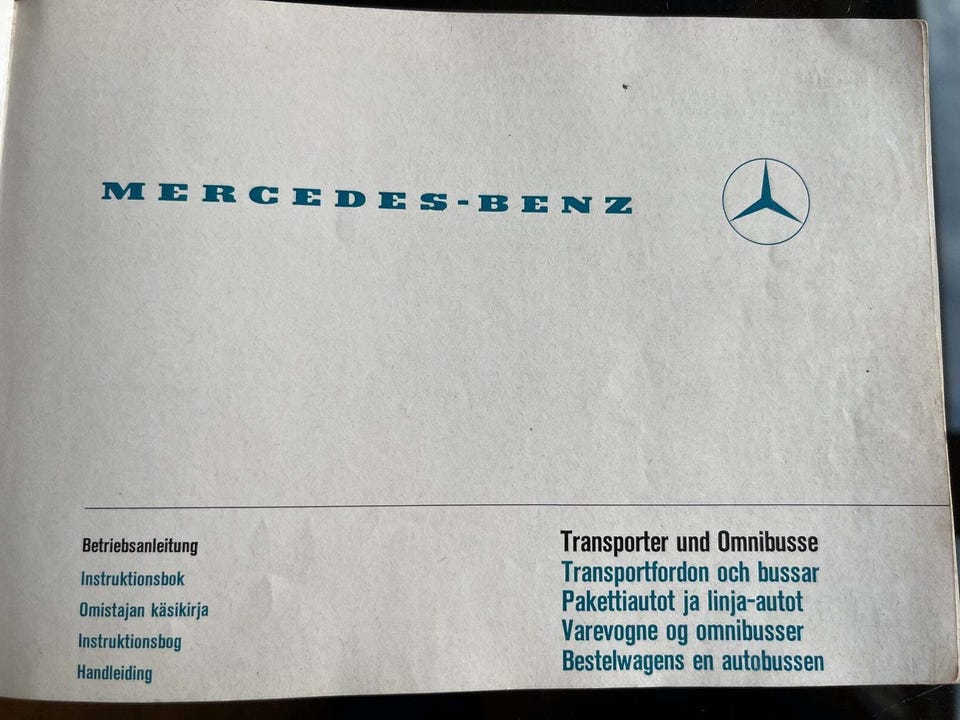 MERCEDES-BENZ
Betriebsanleitung
Instruktionsbok
Omistajan käsikirja
Instruktionsbog
Handleiding
Transporter und Omnibusse
Transportfordon och bussar
Pakettiautot ja linja-autot
Varevogne og omnibusser
Bestelwagens en autobussen